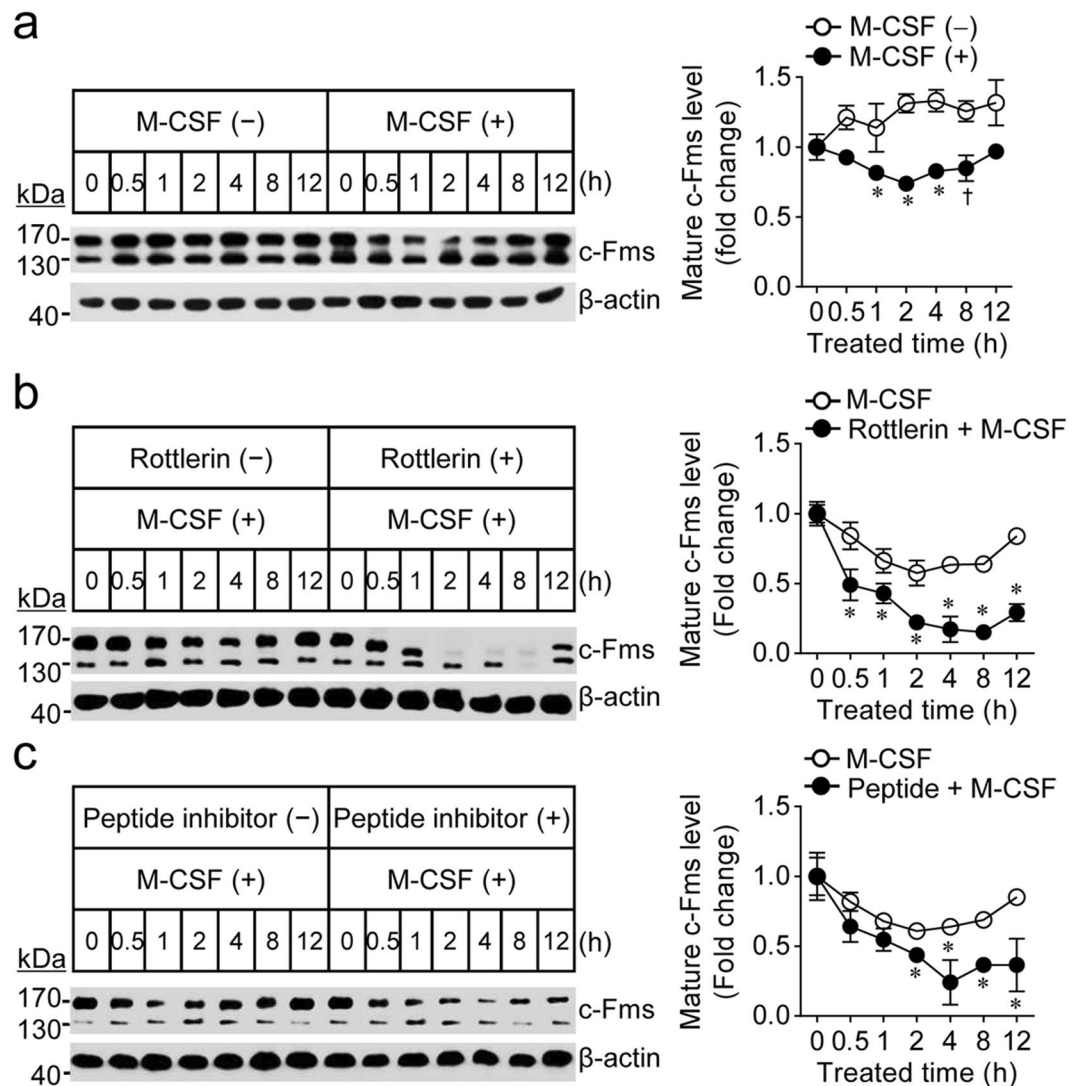 a
M-CSF (−) M-CSF (+)
0 0.5 1 2 4 8 12 0 0.5 1 2 4 8 12 (h)
kDa
170
130
c-Fms
40
β-actin
M-CSF (−)
M-CSF (+)
Mature c-Fms level
(fold change)
1.5
1.0
0.5
0.0
* * * †
0 0.5 1 2 4 8 12
Treated time (h)
b
Rottlerin (−) Rottlerin (+)
M-CSF (+) M-CSF (+)
0 0.5 1 2 4 8 12 0 0.5 1 2 4 8 12 (h)
kDa
170
130
c-Fms
40
β-actin
M-CSF
Rottlerin + M-CSF
Mature c-Fms level
(Fold change)
1.5
1.0
0.5
0.0
* * * * * *
0 0.5 1 2 4 8 12
Treated time (h)
c
Peptide inhibitor (−) Peptide inhibitor (+)
M-CSF (+) M-CSF (+)
0 0.5 1 2 4 8 12 0 0.5 1 2 4 8 12 (h)
kDa
170
130
c-Fms
40
β-actin
M-CSF
Peptide + M-CSF
Mature c-Fms level
(Fold change)
1.5
1.0
0.5
0.0
* * * *
0 0.5 1 2 4 8 12
Treated time (h)